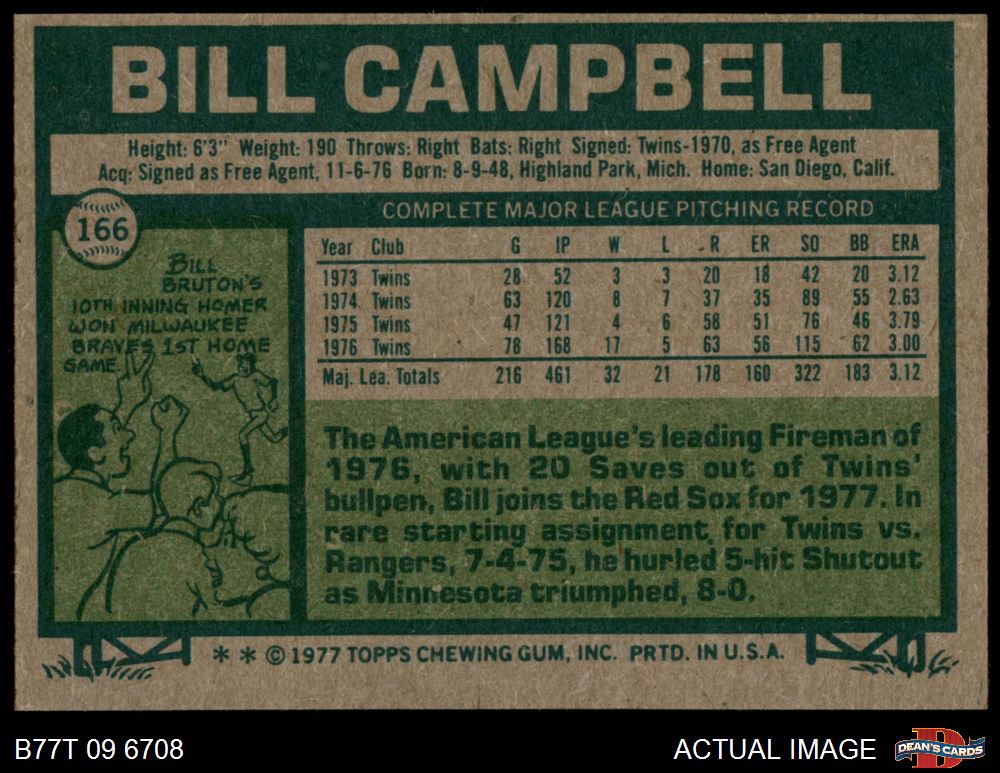 BILL CAMPBELL
Height: 6'3" Weight: 190 Throws: Right Bats: Right Signed: Twins-1970, as Free Agent
Acq: Signed as Free Agent, 11-6-76 Born: 8-9-48, Highland Park, Mich. Home: San Diego, Calif.
166
BILL
BRUTON'S
10TH INNING HOMER
WON MILWAUKEE
BRAVES 1ST HOME
GAME.
COMPLETE MAJOR LEAGUE PITCHING RECORD
Year Club G IP W L R ER SO BB ERA
1973 Twins 28 52 3 3 20 18 42 20 3.12
1974 Twins 63 120 8 7 37 35 89 55 2.63
1975 Twins 47 121 4 6 58 51 76 46 3.79
1976 Twins 78 168 17 5 63 56 115 62 3.00
Maj. Lea. Totals 216 461 32 21 178 160 322 183 3.12
The American League's leading Fireman of
1976, with 20 Saves out of Twins'
bullpen, Bill joins the Red Sox for 1977. In
rare starting assignment, for Twins vs.
Rangers, 7-4-75, he hurled 5-hit Shutout
as Minnesota triumphed, 8-0.
* * © 1977 TOPPS CHEWING GUM, INC. PRTD. IN U.S.A.
B77T 09 6708
ACTUAL IMAGE
D
DEAN'S CARDS